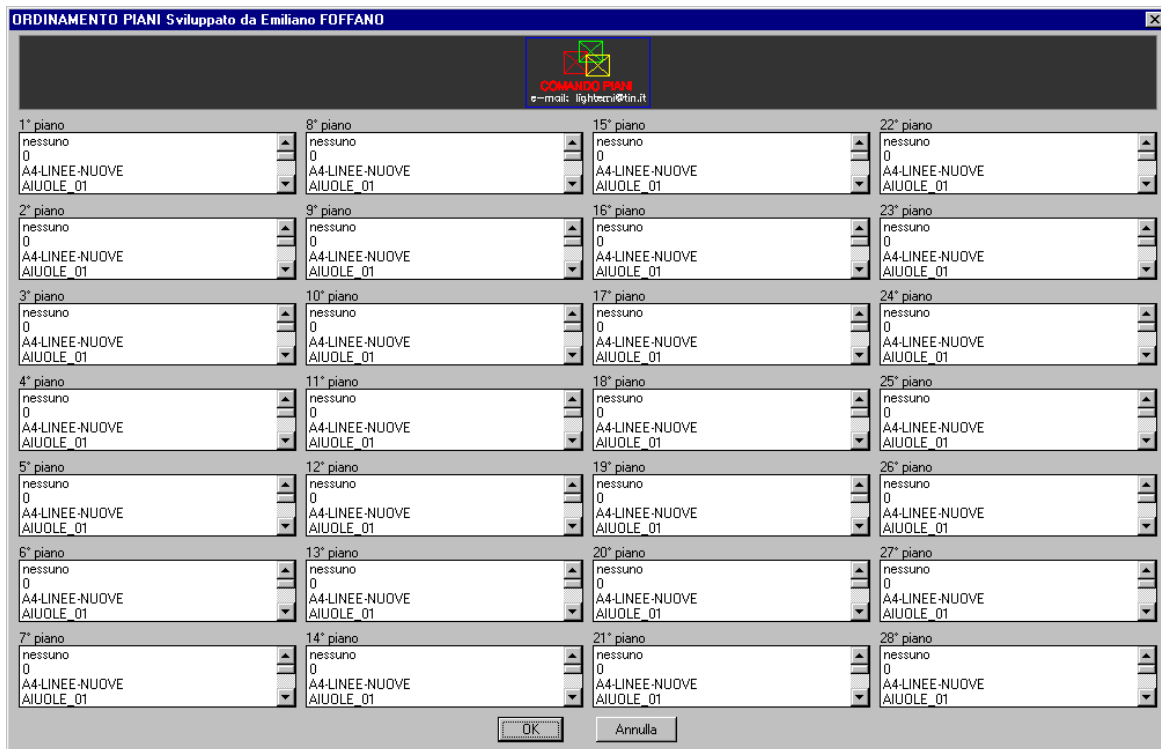 ORDINAMENTO PIANI Sviluppato da Emiliano FOFFANO
COMANDO PIANI
e-mail: lightemi@tin.it
1° piano
nessuno
0
A4-LINEE-NUOVE
AIUOLE_01
8° piano
nessuno
0
A4-LINEE-NUOVE
AIUOLE_01
15° piano
nessuno
0
A4-LINEE-NUOVE
AIUOLE_01
22° piano
nessuno
0
A4-LINEE-NUOVE
AIUOLE_01
2° piano
nessuno
0
A4-LINEE-NUOVE
AIUOLE_01
9° piano
nessuno
0
A4-LINEE-NUOVE
AIUOLE_01
16° piano
nessuno
0
A4-LINEE-NUOVE
AIUOLE_01
23° piano
nessuno
0
A4-LINEE-NUOVE
AIUOLE_01
3° piano
nessuno
0
A4-LINEE-NUOVE
AIUOLE_01
10° piano
nessuno
0
A4-LINEE-NUOVE
AIUOLE_01
17° piano
nessuno
0
A4-LINEE-NUOVE
AIUOLE_01
24° piano
nessuno
0
A4-LINEE-NUOVE
AIUOLE_01
4° piano
nessuno
0
A4-LINEE-NUOVE
AIUOLE_01
11° piano
nessuno
0
A4-LINEE-NUOVE
AIUOLE_01
18° piano
nessuno
0
A4-LINEE-NUOVE
AIUOLE_01
25° piano
nessuno
0
A4-LINEE-NUOVE
AIUOLE_01
5° piano
nessuno
0
A4-LINEE-NUOVE
AIUOLE_01
12° piano
nessuno
0
A4-LINEE-NUOVE
AIUOLE_01
19° piano
nessuno
0
A4-LINEE-NUOVE
AIUOLE_01
26° piano
nessuno
0
A4-LINEE-NUOVE
AIUOLE_01
6° piano
nessuno
0
A4-LINEE-NUOVE
AIUOLE_01
13° piano
nessuno
0
A4-LINEE-NUOVE
AIUOLE_01
20° piano
nessuno
0
A4-LINEE-NUOVE
AIUOLE_01
27° piano
nessuno
0
A4-LINEE-NUOVE
AIUOLE_01
7° piano
nessuno
0
A4-LINEE-NUOVE
AIUOLE_01
14° piano
nessuno
0
A4-LINEE-NUOVE
AIUOLE_01
21° piano
nessuno
0
A4-LINEE-NUOVE
AIUOLE_01
28° piano
nessuno
0
A4-LINEE-NUOVE
AIUOLE_01
OK
Annulla